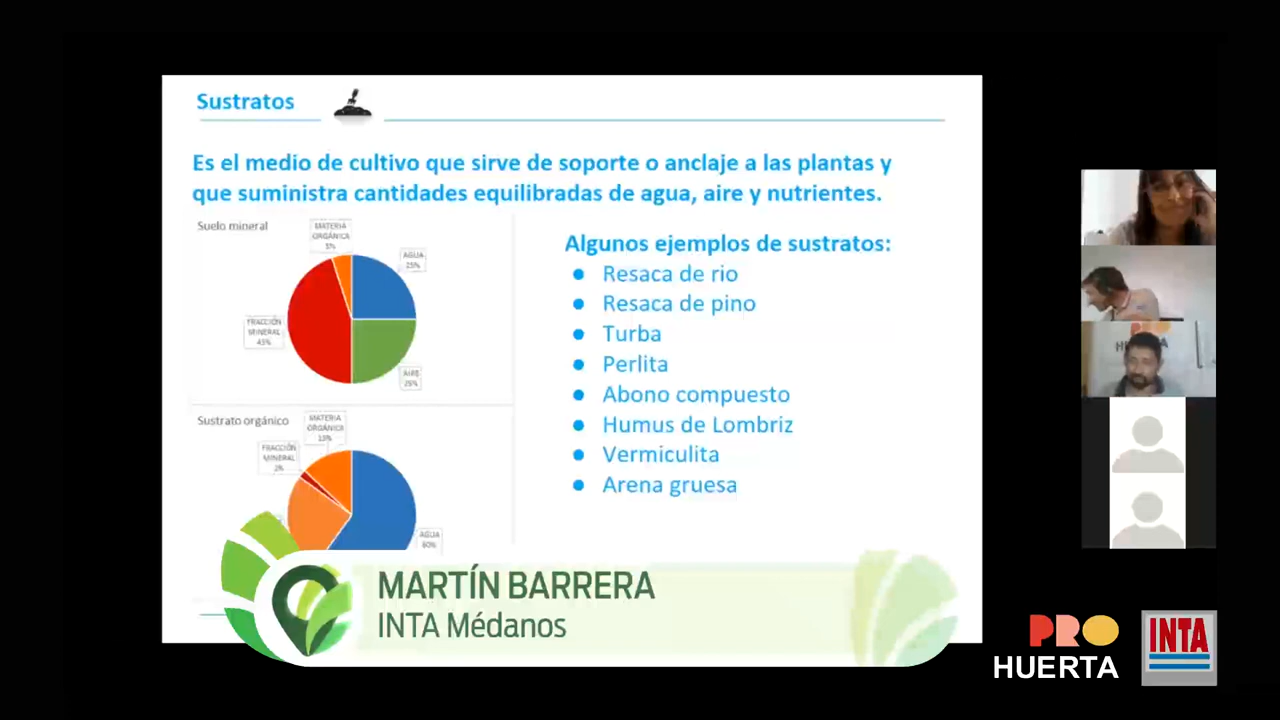 Sustratos
Es el medio de cultivo que sirve de soporte o anclaje a las plantas y
que suministra cantidades equilibradas de agua, aire y nutrientes.
Suelo mineral
MATERIA
ORGÁNICA
5%
AGUA
25%
FRACCIÓN
MINERAL
45%
AIRE
25%
Sustrato orgánico
MATERIA
ORGÁNICA
13%
FRACCIÓN
MINERAL
2%
AGUA
60%
Algunos ejemplos de sustratos:
● Resaca de rio
● Resaca de pino
● Turba
● Perlita
● Abono compuesto
● Humus de Lombriz
● Vermiculita
● Arena gruesa
MARTÍN BARRERA
INTA Médanos
PRO
HUERTA
INTA